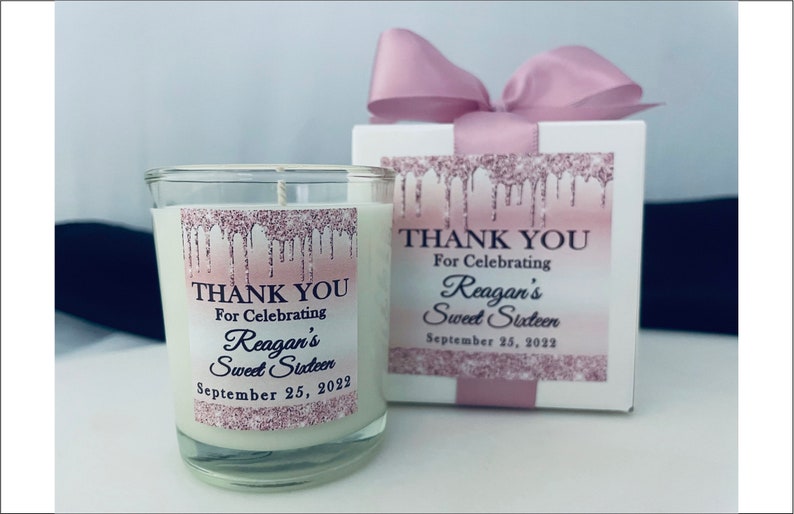 THANK YOU
For Celebrating
Reagan's
Sweet Sixteen
September 25, 2022
THANK YOU
For Celebrating
Reagan's
Sweet Sixteen
September 25, 2022